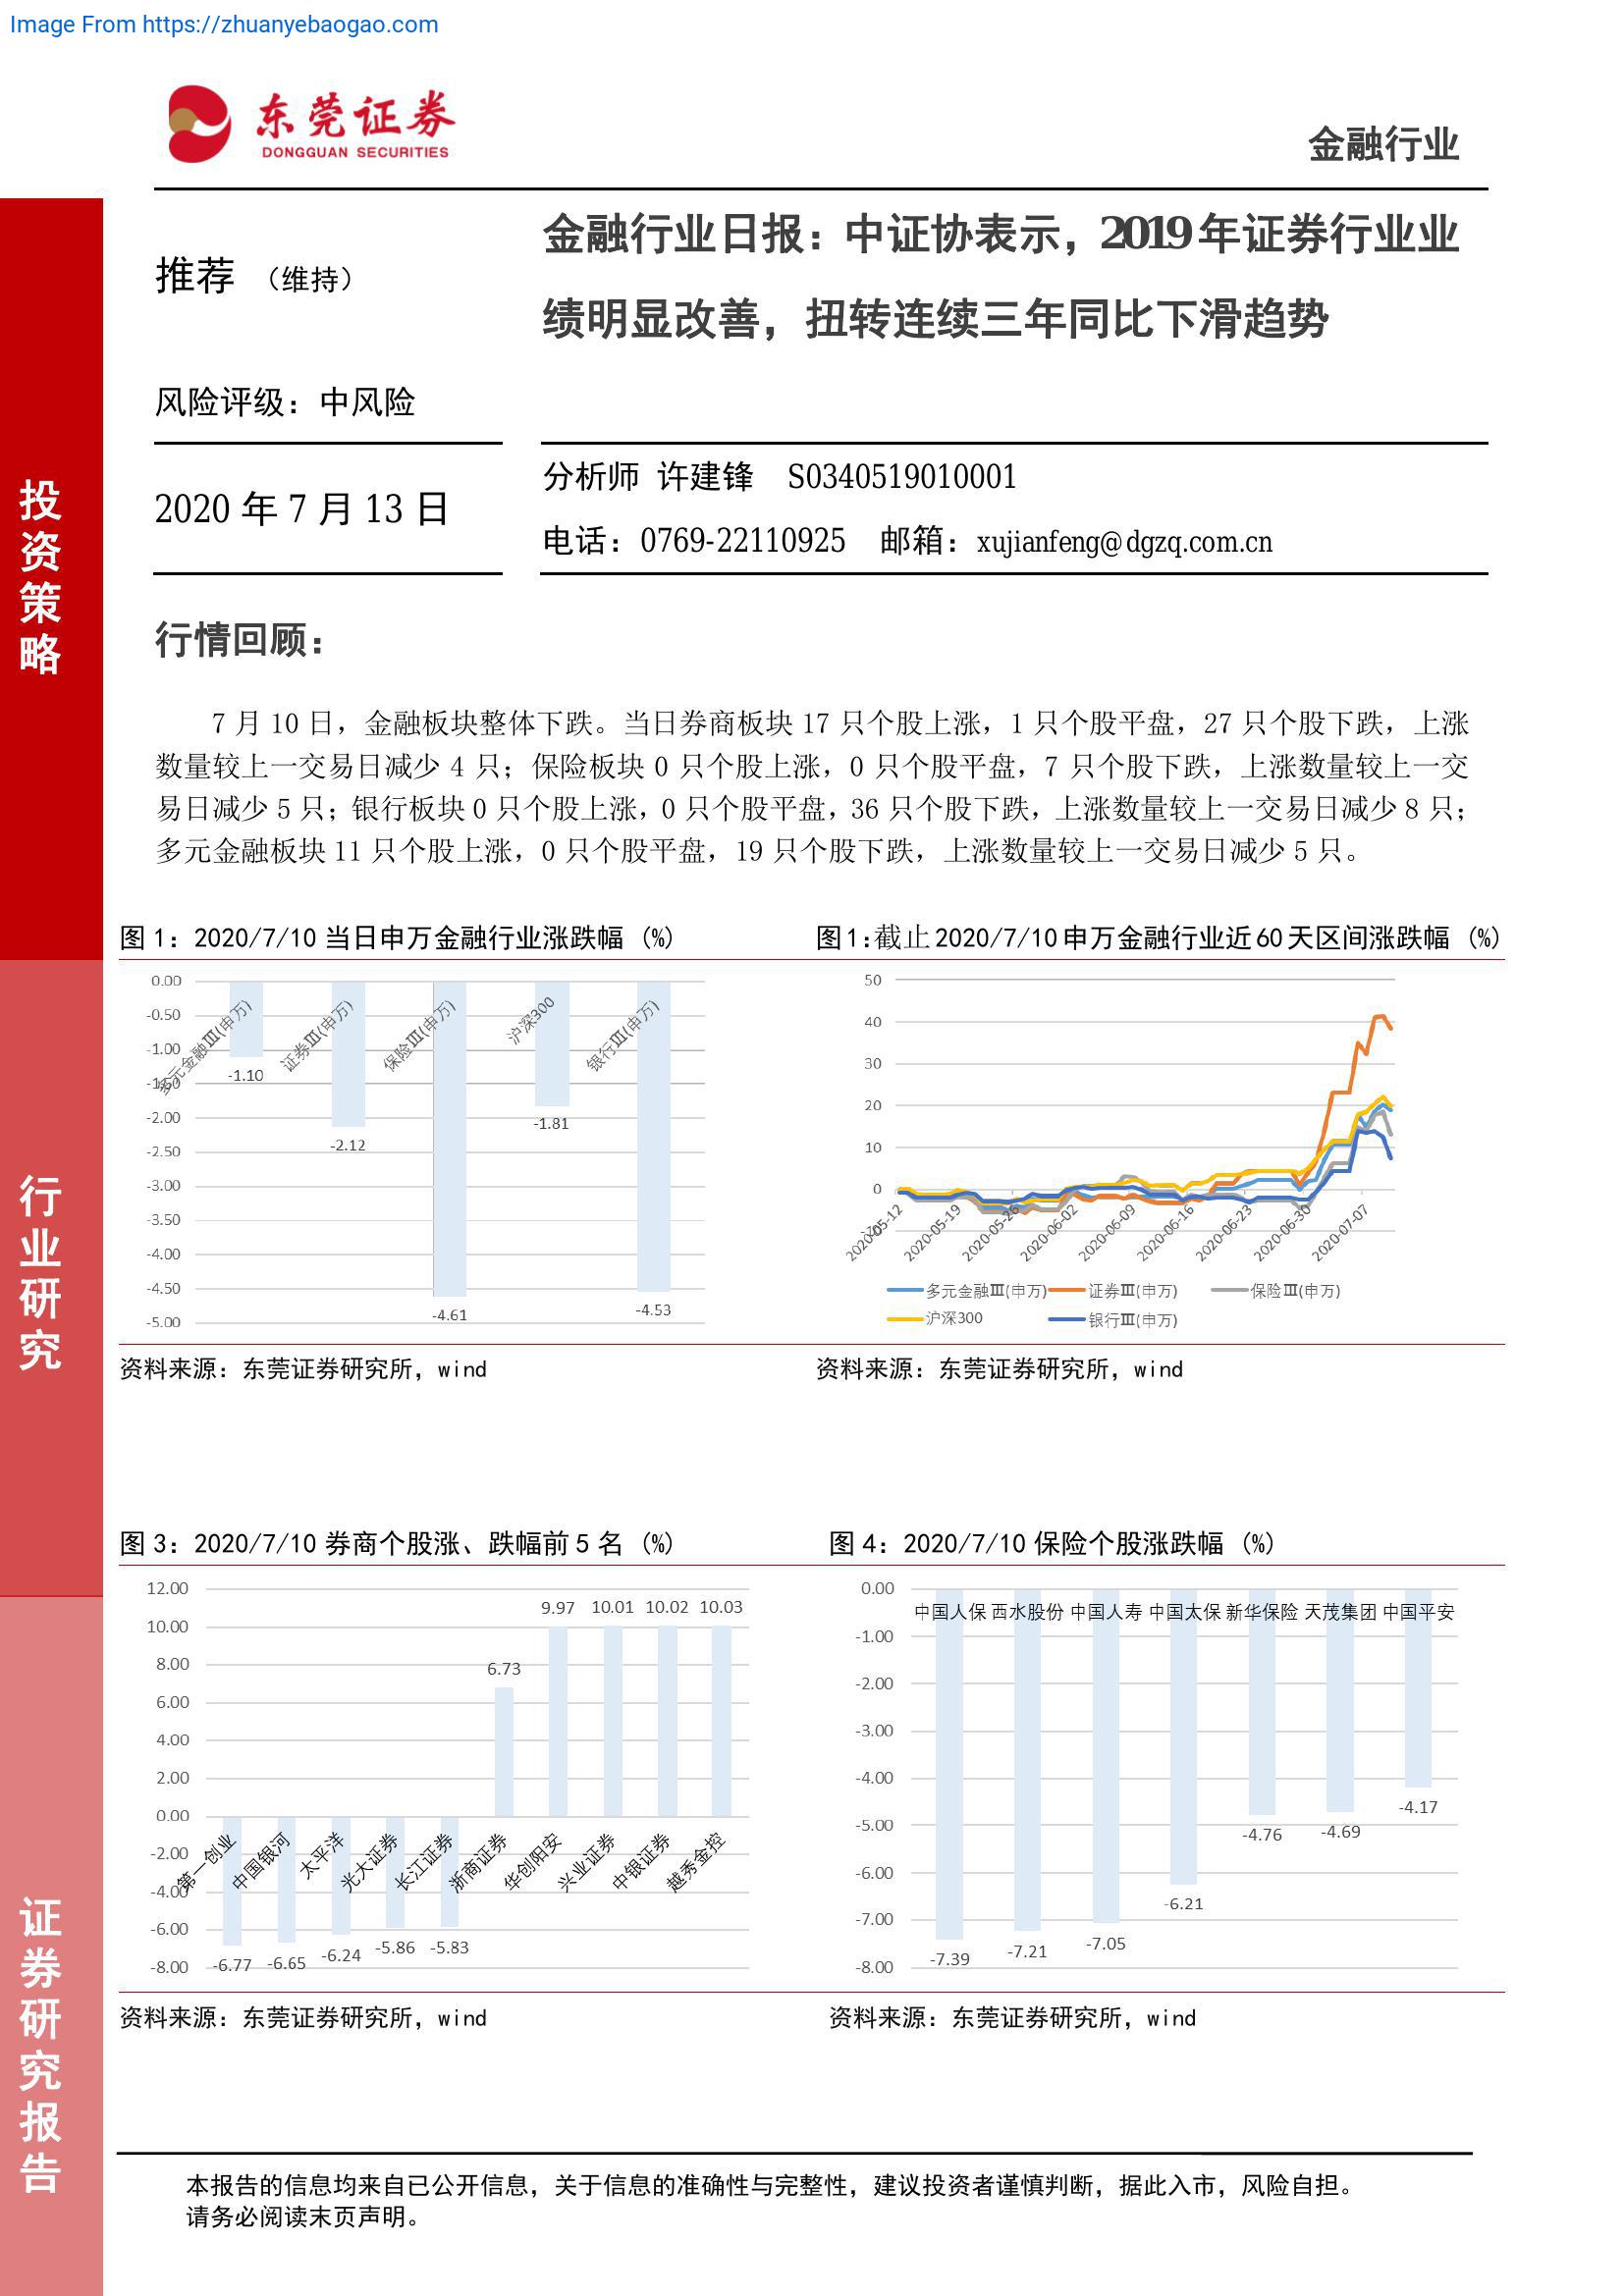 Image From https://zhuanyebaogao.com
东莞证券
DONGGUAN SECURITIES
金融行业
投资策略
行业研究
证券研究报告
推荐 （维持）
风险评级：中风险
2020 年 7 月 13 日
金融行业日报：中证协表示，2019 年证券行业业
绩明显改善，扭转连续三年同比下滑趋势
分析师 许建锋 S0340519010001
电话：0769-22110925 邮箱：xujianfeng@dgzq.com.cn
行情回顾：
7 月 10 日，金融板块整体下跌。当日券商板块 17 只个股上涨，1 只个股平盘，27 只个股下跌，上涨
数量较上一交易日减少 4 只；保险板块 0 只个股上涨，0 只个股平盘，7 只个股下跌，上涨数量较上一交
易日减少 5 只；银行板块 0 只个股上涨，0 只个股平盘，36 只个股下跌，上涨数量较上一交易日减少 8 只；
多元金融板块 11 只个股上涨，0 只个股平盘，19 只个股下跌，上涨数量较上一交易日减少 5 只。
图 1：2020/7/10 当日申万金融行业涨跌幅 (%)
0.00
-0.50
-1.00
-1.50
-2.00
-2.50
-3.00
-3.50
-4.00
-4.50
-5.00
多元金融Ⅲ(申万)
证券Ⅲ(申万)
保险Ⅲ(申万)
沪深300
银行Ⅲ(申万)
-1.10
-2.12
-4.61
-1.81
-4.53
资料来源：东莞证券研究所，wind
图 1：截止 2020/7/10 申万金融行业近 60 天区间涨跌幅 (%)
50
40
30
20
10
0
-10
2020-05-12
2020-05-19
2020-05-26
2020-06-02
2020-06-09
2020-06-16
2020-06-23
2020-06-30
2020-07-07
多元金融Ⅲ(申万) 证券Ⅲ(申万) 保险Ⅲ(申万)
沪深300 银行Ⅲ(申万)
资料来源：东莞证券研究所，wind
图 3：2020/7/10 券商个股涨、跌幅前 5 名 (%)
12.00
10.00
8.00
6.00
4.00
2.00
0.00
-2.00
-4.00
-6.00
-8.00
第一创业
中国银河
太平洋
光大证券
长江证券
浙商证券
华创阳安
兴业证券
中银证券
越秀金控
-6.77
-6.65
-6.24
-5.86
-5.83
6.73
9.97
10.01
10.02
10.03
资料来源：东莞证券研究所，wind
图 4：2020/7/10 保险个股涨跌幅 (%)
0.00
-1.00
-2.00
-3.00
-4.00
-5.00
-6.00
-7.00
-8.00
中国人保 西水股份 中国人寿 中国太保 新华保险 天茂集团 中国平安
-7.39
-7.21
-7.05
-6.21
-4.76
-4.69
-4.17
资料来源：东莞证券研究所，wind
本报告的信息均来自已公开信息，关于信息的准确性与完整性，建议投资者谨慎判断，据此入市，风险自担。
请务必阅读末页声明。